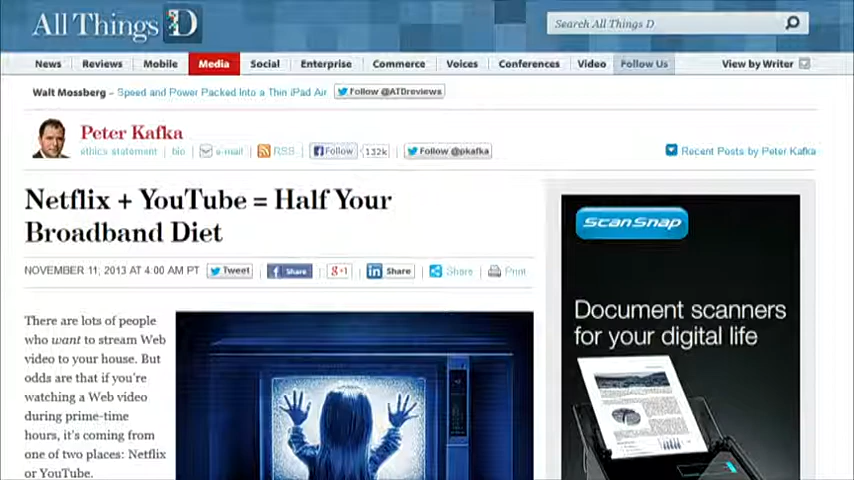 All Things D
Search All Things D
News Reviews Mobile Media Social Enterprise Commerce Voices Conferences Video Follow Us View by Writer
Walt Mossberg – Speed and Power Packed Into a Thin iPad Air Follow @ATDreviews
Peter Kafka
ethics statement | bio | e-mail | RSS | Follow 132k Follow @pkafka Recent Posts by Peter Kafka
Netflix + YouTube = Half Your
Broadband Diet
NOVEMBER 11, 2013 AT 4:00 AM PT Tweet Share +1 Share Share Print
There are lots of people
who want to stream Web
video to your house. But
odds are that if you're
watching a Web video
during prime-time
hours, it's coming from
one of two places: Netflix
or YouTube.
ScanSnap
Document scanners
for your digital life